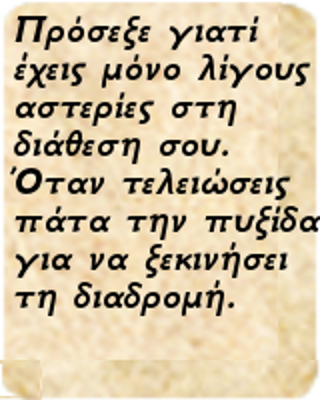 Πρόσεξε γιατί
έχεις μόνο λίγους
αστερίες στη
διάθεση σου.
Όταν τελειώσεις
πάτα την πυξίδα
για να ξεκινήσει
τη διαδρομή.